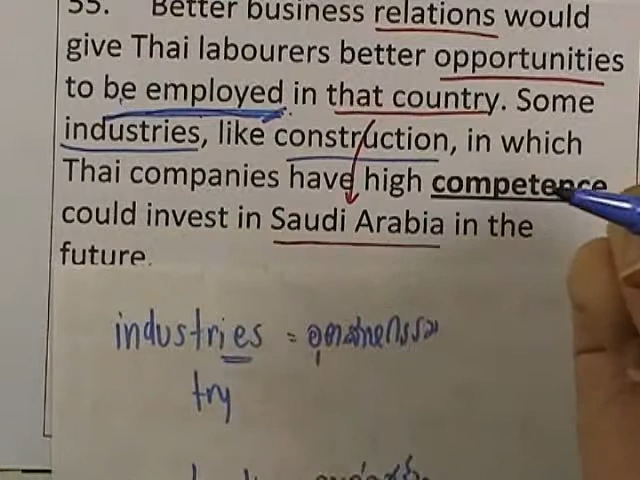 55. Better business relations would
give Thai labourers better opportunities
to be employed in that country. Some
industries, like construction, in which
Thai companies have high competence
could invest in Saudi Arabia in the
future.
industries = อุตสาหกรรม
try